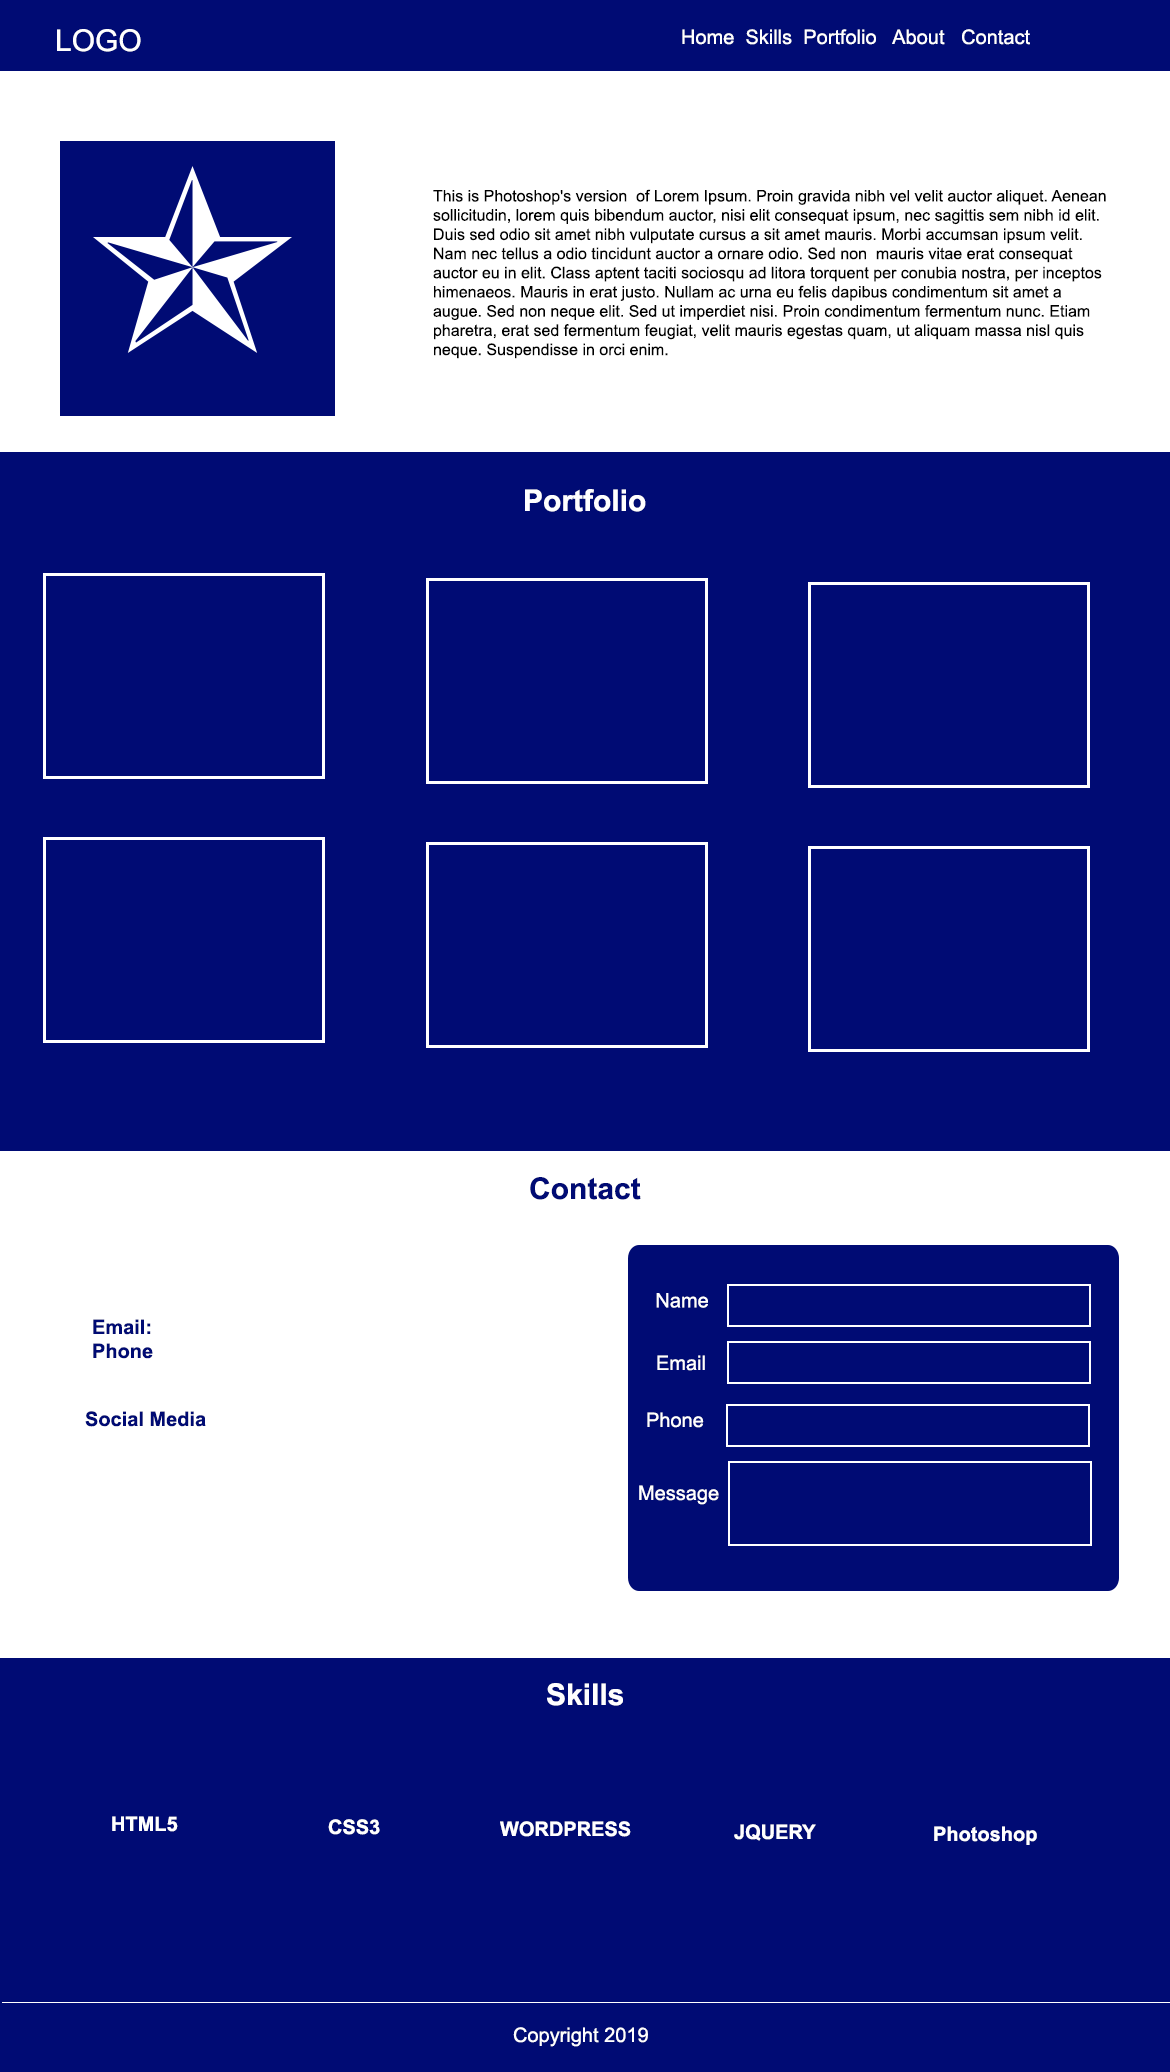 LOGO
Home Skills Portfolio About Contact
This is Photoshop's version of Lorem Ipsum. Proin gravida nibh vel velit auctor aliquet. Aenean
sollicitudin, lorem quis bibendum auctor, nisi elit consequat ipsum, nec sagittis sem nibh id elit.
Duis sed odio sit amet nibh vulputate cursus a sit amet mauris. Morbi accumsan ipsum velit.
Nam nec tellus a odio tincidunt auctor a ornare odio. Sed non mauris vitae erat consequat
auctor eu in elit. Class aptent taciti sociosqu ad litora torquent per conubia nostra, per inceptos
himenaeos. Mauris in erat justo. Nullam ac urna eu felis dapibus condimentum sit amet a
augue. Sed non neque elit. Sed ut imperdiet nisi. Proin condimentum fermentum nunc. Etiam
pharetra, erat sed fermentum feugiat, velit mauris egestas quam, ut aliquam massa nisl quis
neque. Suspendisse in orci enim.
Portfolio
Contact
Email:
Phone
Social Media
Name
Email
Phone
Message
Skills
HTML5 CSS3 WORDPRESS JQUERY Photoshop
Copyright 2019